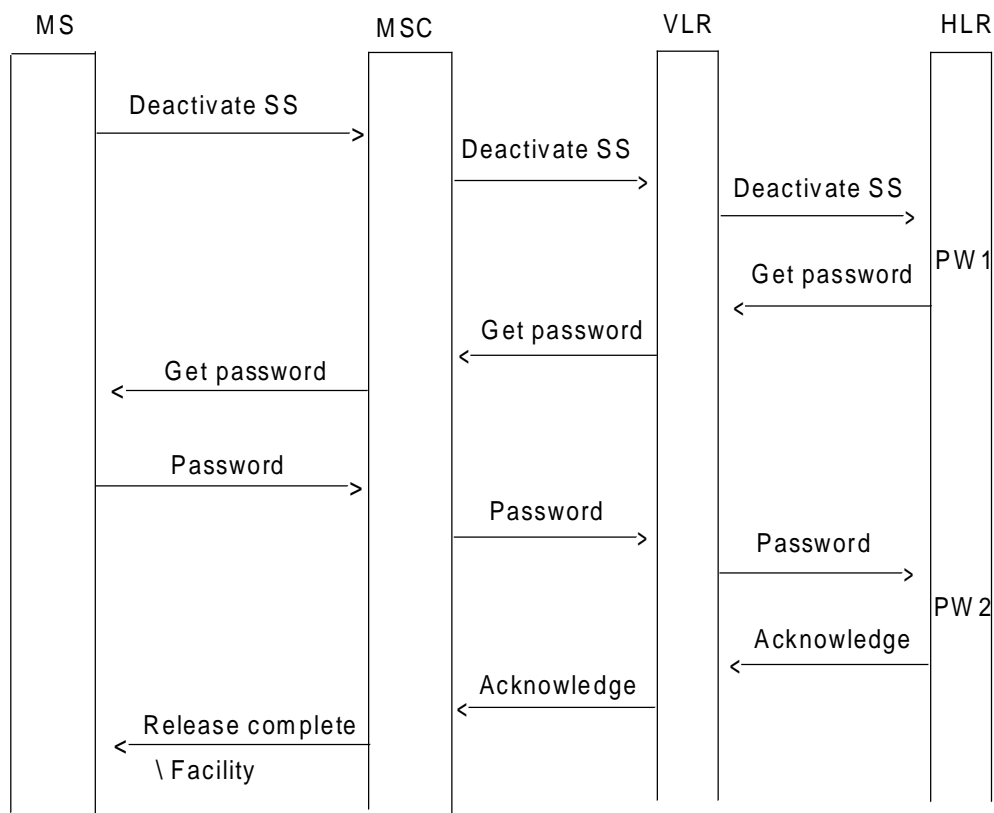 MS
MSC
VLR
HLR
Deactivate SS
Deactivate SS
Deactivate SS
PW1
Get password
Get password
Get password
Password
Password
Password
PW2
Acknowledge
Acknowledge
Release complete
\ Facility